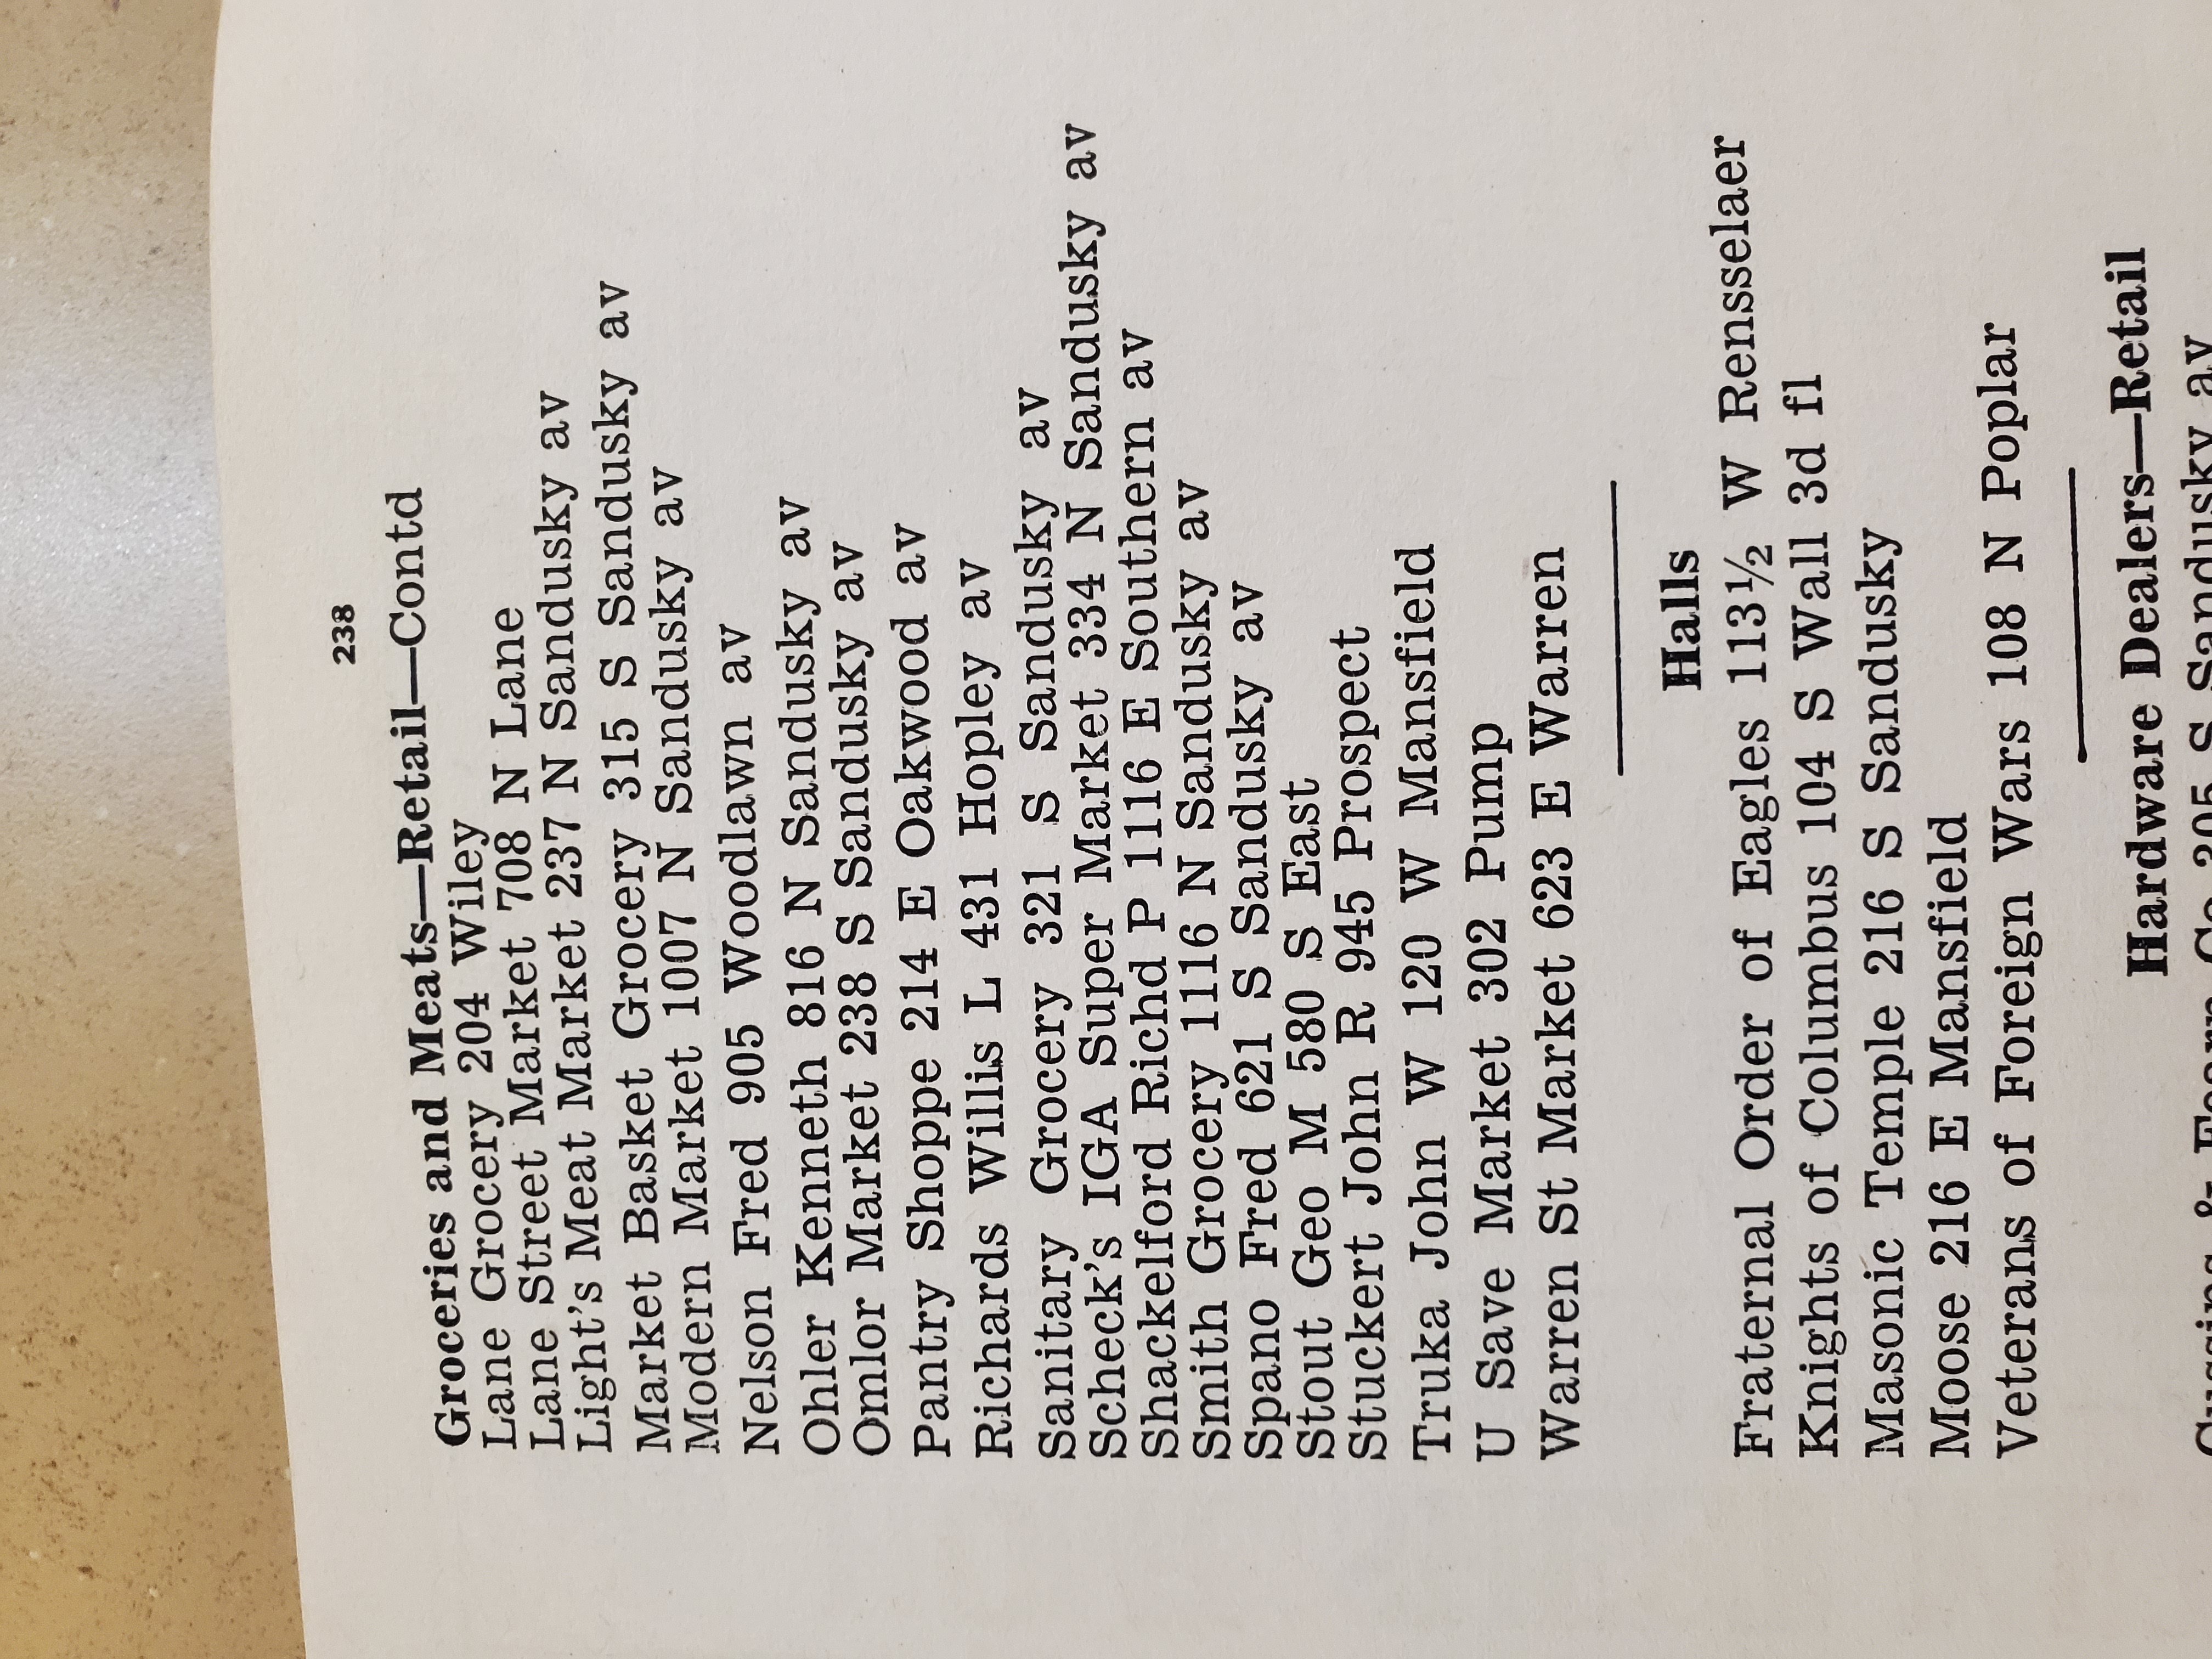 238
Groceries and Meats—Retail—Contd
Lane Grocery 204 Wiley
Lane Street Market 708 N Lane
Light's Meat Market 237 N Sandusky av
Market Basket Grocery 315 S Sandusky av
Modern Market 1007 N Sandusky av
Nelson Fred 905 Woodlawn av
Ohler Kenneth 816 N Sandusky av
Omlor Market 238 S Sandusky av
Pantry Shoppe 214 E Oakwood av
Richards Willis L 431 Hopley av
Sanitary Grocery 321 S Sandusky av
Scheck's IGA Super Market 334 N Sandusky av
Shackelford Richd P 1116 E Southern av
Smith Grocery 1116 N Sandusky av
Spano Fred 621 S Sandusky av
Stout Geo M 580 S East
Stuckert John R 945 Prospect
Truka John W 120 W Mansfield
U Save Market 302 Pump
Warren St Market 623 E Warren
Halls
Fraternal Order of Eagles 113½ W Rensselaer
Knights of Columbus 104 S Wall 3d fl
Masonic Temple 216 S Sandusky
Moose 216 E Mansfield
Veterans of Foreign Wars 108 N Poplar
Hardware Dealers—Retail
& Co 205 S Sandusky av